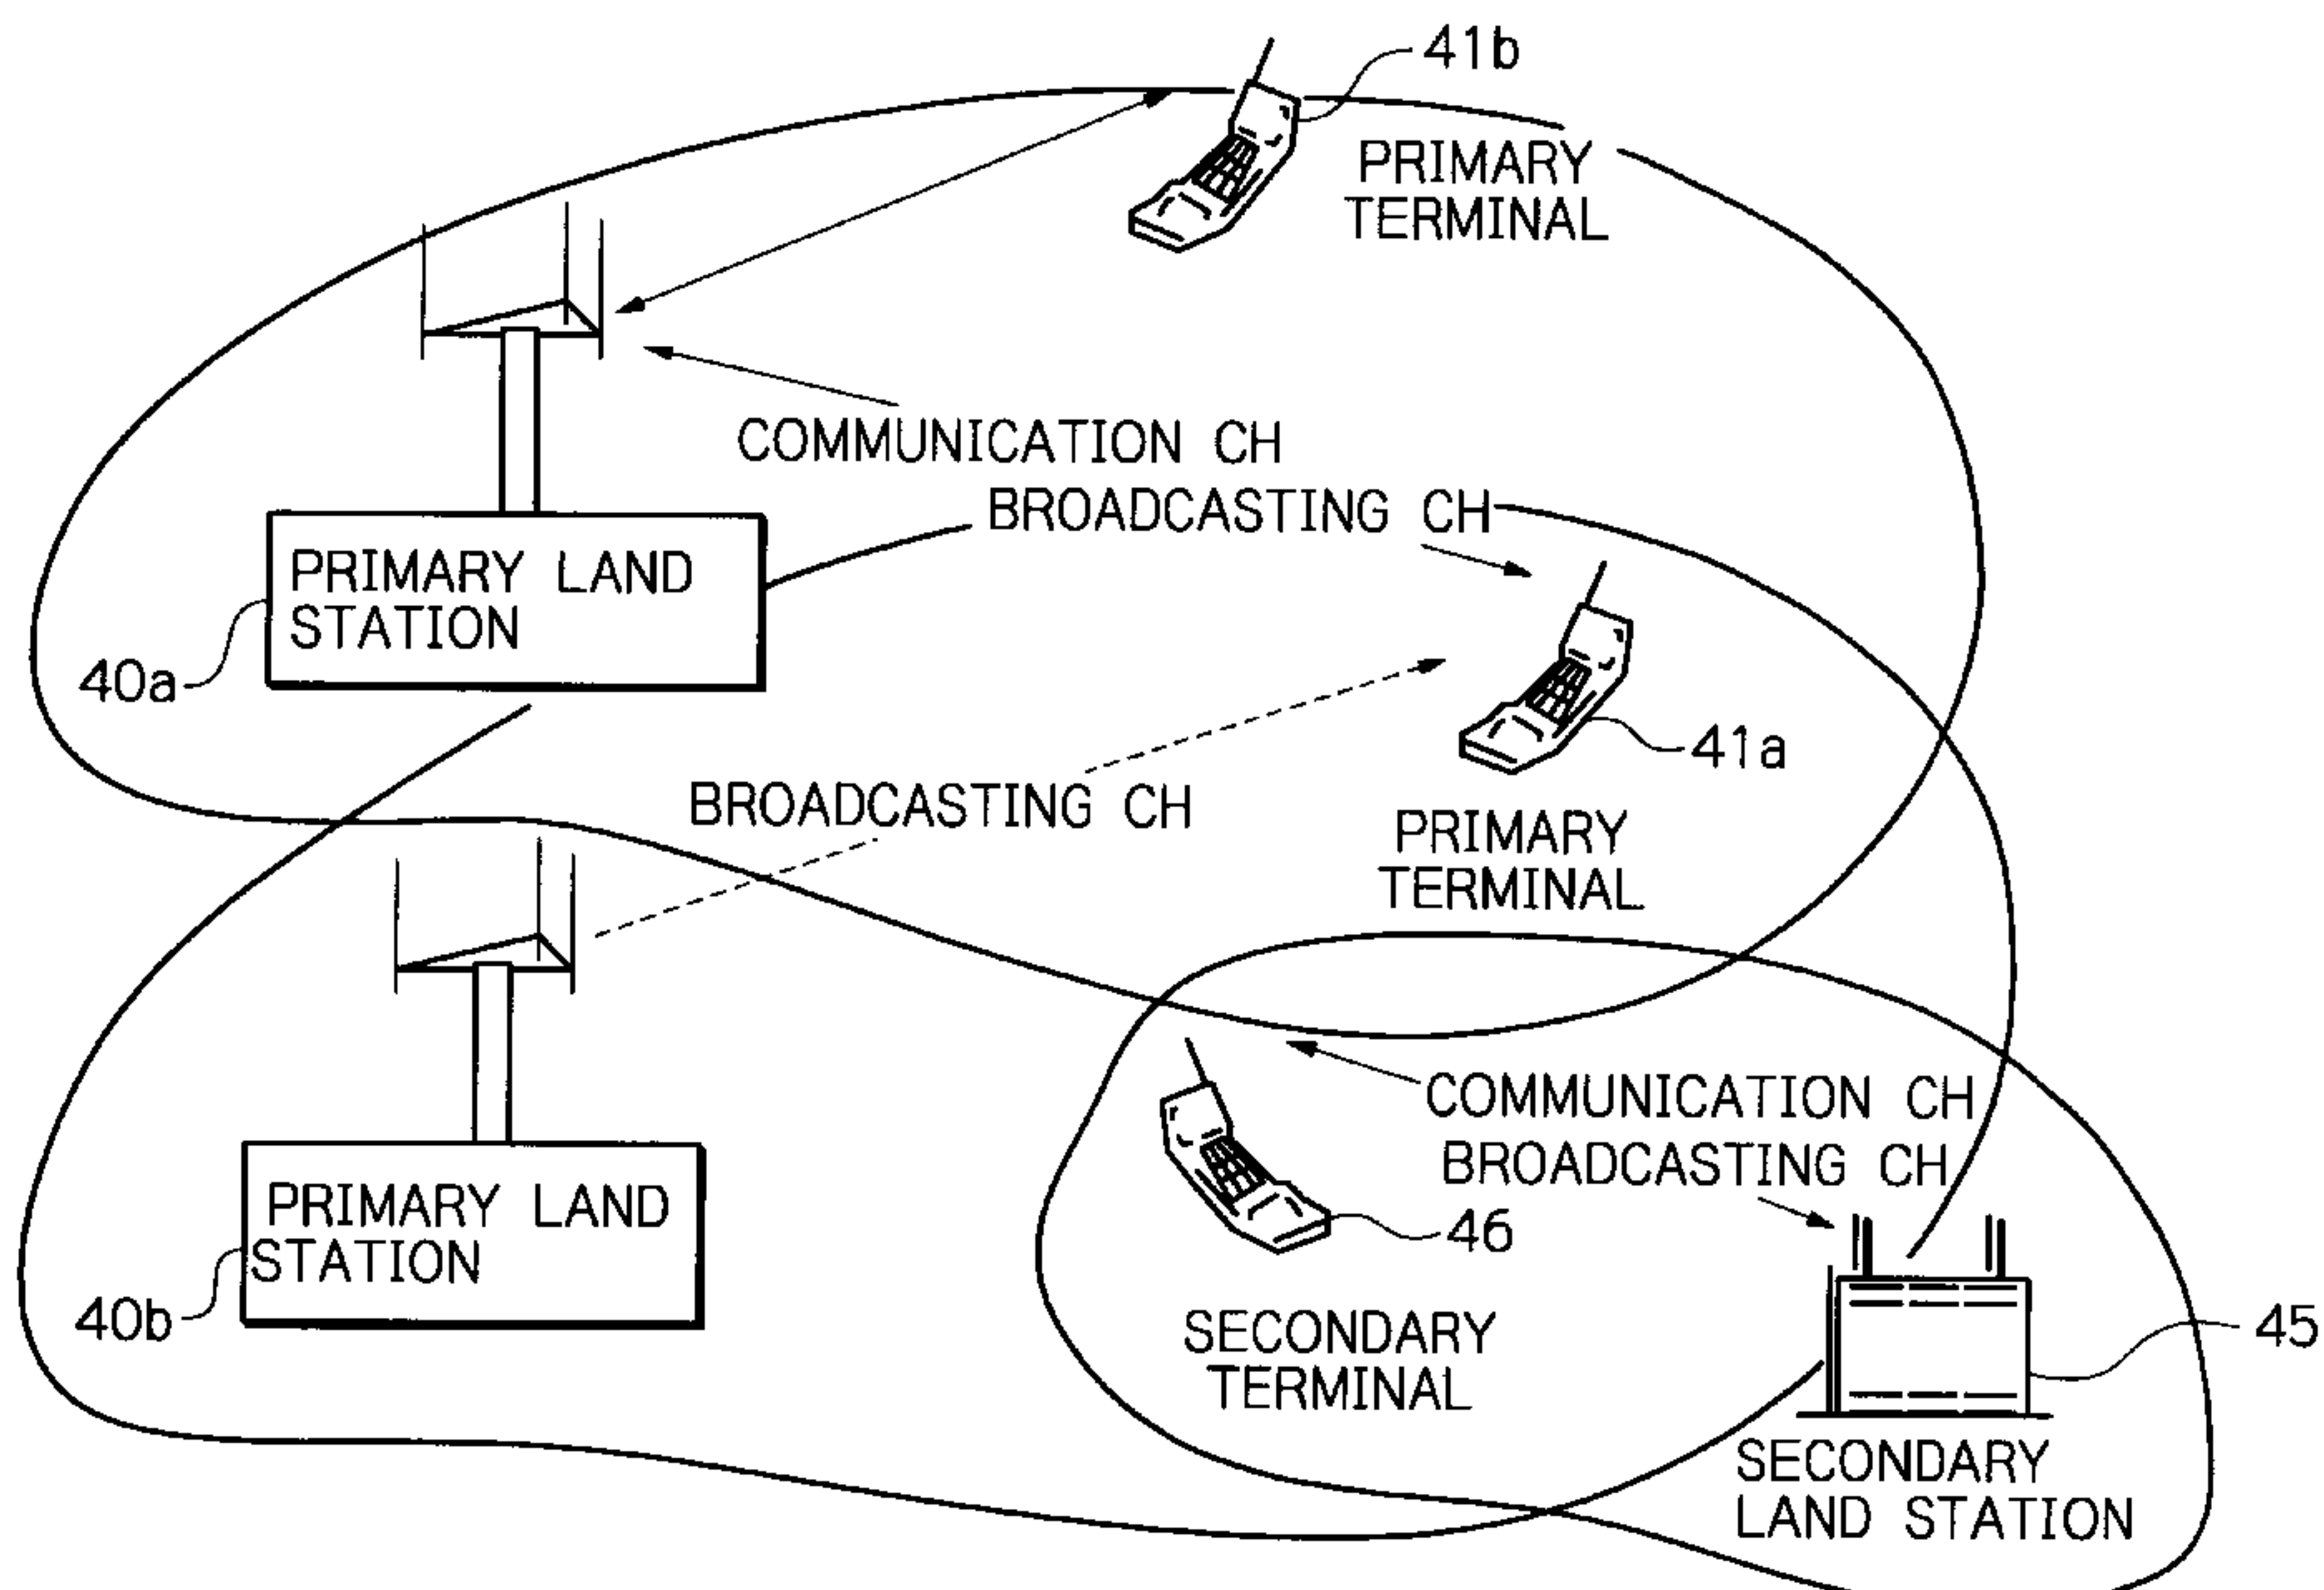 41b
PRIMARY
TERMINAL
COMMUNICATION CH
BROADCASTING CH
PRIMARY LAND
STATION
40a
41a
BROADCASTING CH
PRIMARY
TERMINAL
COMMUNICATION CH
BROADCASTING CH
PRIMARY LAND
STATION
46
40b
SECONDARY
TERMINAL
45
SECONDARY
LAND STATION